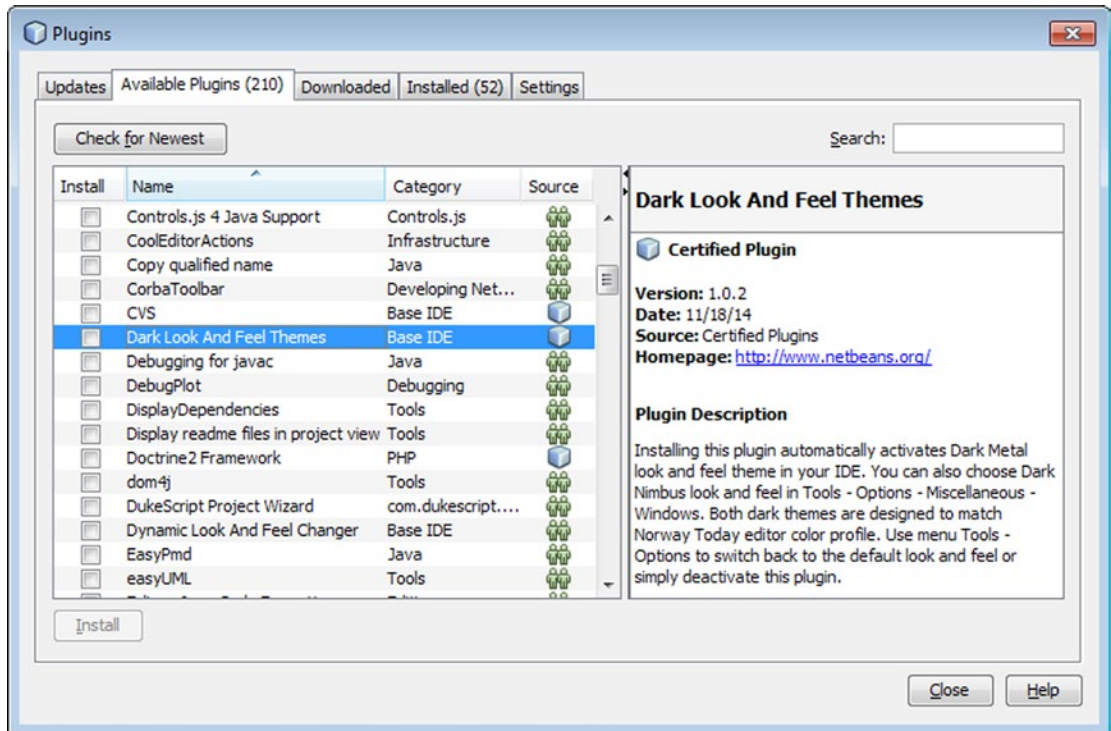 Plugins
Updates Available Plugins (210) Downloaded Installed (52) Settings
Check for Newest Search:
Install Name Category Source
Controls.js 4 Java Support Controls.js
CoolEditorActions Infrastructure
Copy qualified name Java
CorbaToolbar Developing Net...
CVS Base IDE
Dark Look And Feel Themes Base IDE
Debugging for javac Java
DebugPlot Debugging
DisplayDependencies Tools
Display readme files in project view Tools
Doctrine2 Framework PHP
dom4j Tools
DukeScript Project Wizard com.dukescript....
Dynamic Look And Feel Changer Base IDE
EasyPmd Java
easyUML Tools
Dark Look And Feel Themes
Certified Plugin
Version: 1.0.2
Date: 11/18/14
Source: Certified Plugins
Homepage: http://www.netbeans.org/
Plugin Description
Installing this plugin automatically activates Dark Metal
look and feel theme in your IDE. You can also choose Dark
Nimbus look and feel in Tools - Options - Miscellaneous -
Windows. Both dark themes are designed to match
Norway Today editor color profile. Use menu Tools -
Options to switch back to the default look and feel or
simply deactivate this plugin.
Install
Close Help